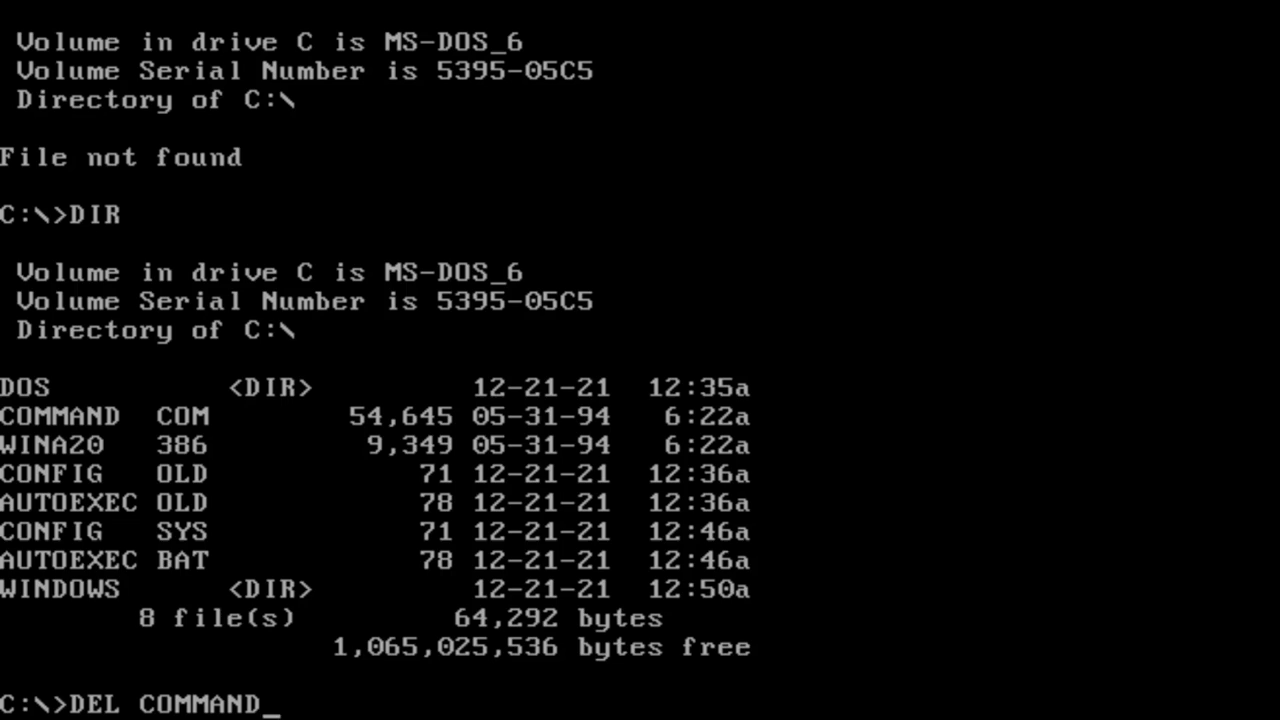 Volume in drive C is MS-DOS_6
Volume Serial Number is 5395-05C5
Directory of C:\
File not found
C:\>DIR
Volume in drive C is MS-DOS_6
Volume Serial Number is 5395-05C5
Directory of C:\
DOS          <DIR>         12-21-21  12:35a
COMMAND  COM        54,645 05-31-94   6:22a
WINA20   386         9,349 05-31-94   6:22a
CONFIG   OLD            71 12-21-21  12:36a
AUTOEXEC OLD            78 12-21-21  12:36a
CONFIG   SYS            71 12-21-21  12:46a
AUTOEXEC BAT            78 12-21-21  12:46a
WINDOWS      <DIR>         12-21-21  12:50a
        8 file(s)         64,292 bytes
                   1,065,025,536 bytes free
C:\>DEL COMMAND_